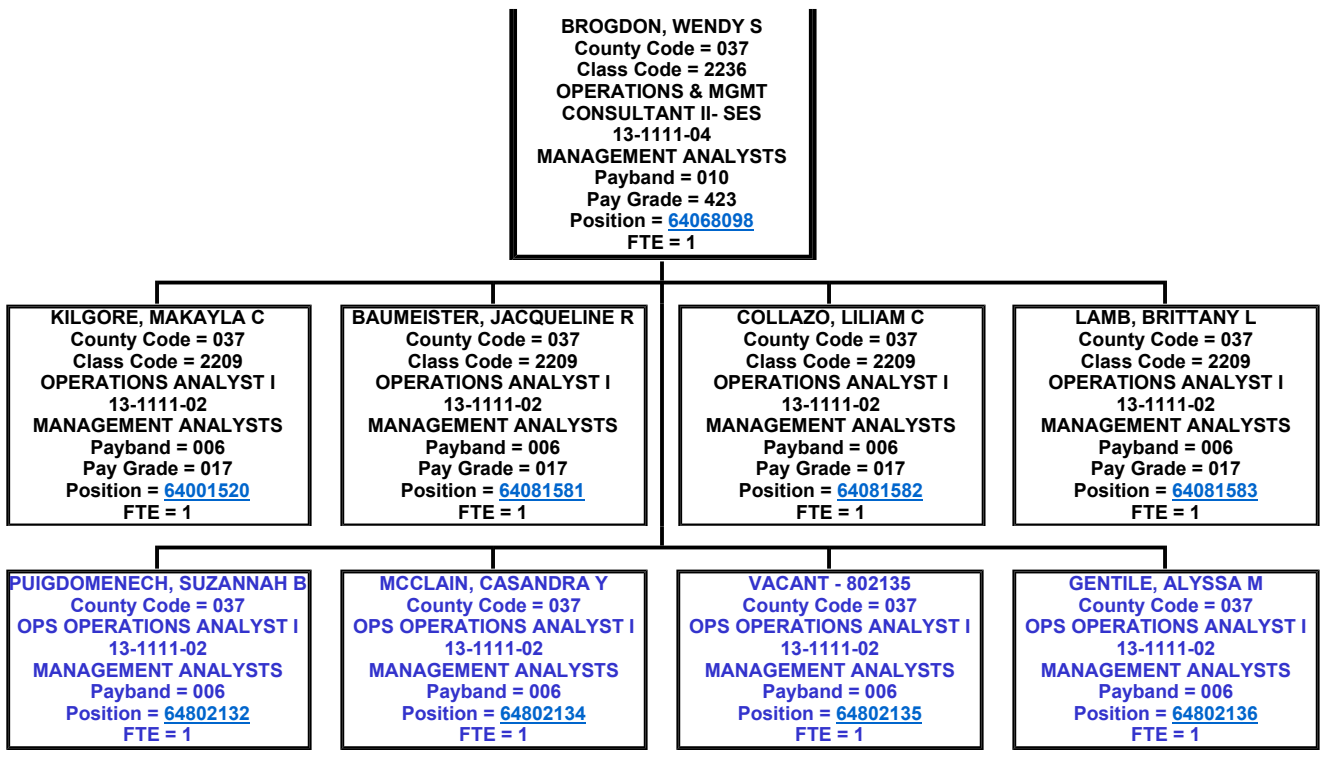 BROGDON, WENDY S
County Code = 037
Class Code = 2236
OPERATIONS & MGMT
CONSULTANT II- SES
13-1111-04
MANAGEMENT ANALYSTS
Payband = 010
Pay Grade = 423
Position = 64068098
FTE = 1
KILGORE, MAKAYLA C
County Code = 037
Class Code = 2209
OPERATIONS ANALYST I
13-1111-02
MANAGEMENT ANALYSTS
Payband = 006
Pay Grade = 017
Position = 64001520
FTE = 1
BAUMEISTER, JACQUELINE R
County Code = 037
Class Code = 2209
OPERATIONS ANALYST I
13-1111-02
MANAGEMENT ANALYSTS
Payband = 006
Pay Grade = 017
Position = 64081581
FTE = 1
COLLAZO, LILIAM C
County Code = 037
Class Code = 2209
OPERATIONS ANALYST I
13-1111-02
MANAGEMENT ANALYSTS
Payband = 006
Pay Grade = 017
Position = 64081582
FTE = 1
LAMB, BRITTANY L
County Code = 037
Class Code = 2209
OPERATIONS ANALYST I
13-1111-02
MANAGEMENT ANALYSTS
Payband = 006
Pay Grade = 017
Position = 64081583
FTE = 1
PUIGDOMENECH, SUZANNAH B
County Code = 037
OPS OPERATIONS ANALYST I
13-1111-02
MANAGEMENT ANALYSTS
Payband = 006
Position = 64802132
FTE = 1
MCCLAIN, CASANDRA Y
County Code = 037
OPS OPERATIONS ANALYST I
13-1111-02
MANAGEMENT ANALYSTS
Payband = 006
Position = 64802134
FTE = 1
VACANT - 802135
County Code = 037
OPS OPERATIONS ANALYST I
13-1111-02
MANAGEMENT ANALYSTS
Payband = 006
Position = 64802135
FTE = 1
GENTILE, ALYSSA M
County Code = 037
OPS OPERATIONS ANALYST I
13-1111-02
MANAGEMENT ANALYSTS
Payband = 006
Position = 64802136
FTE = 1